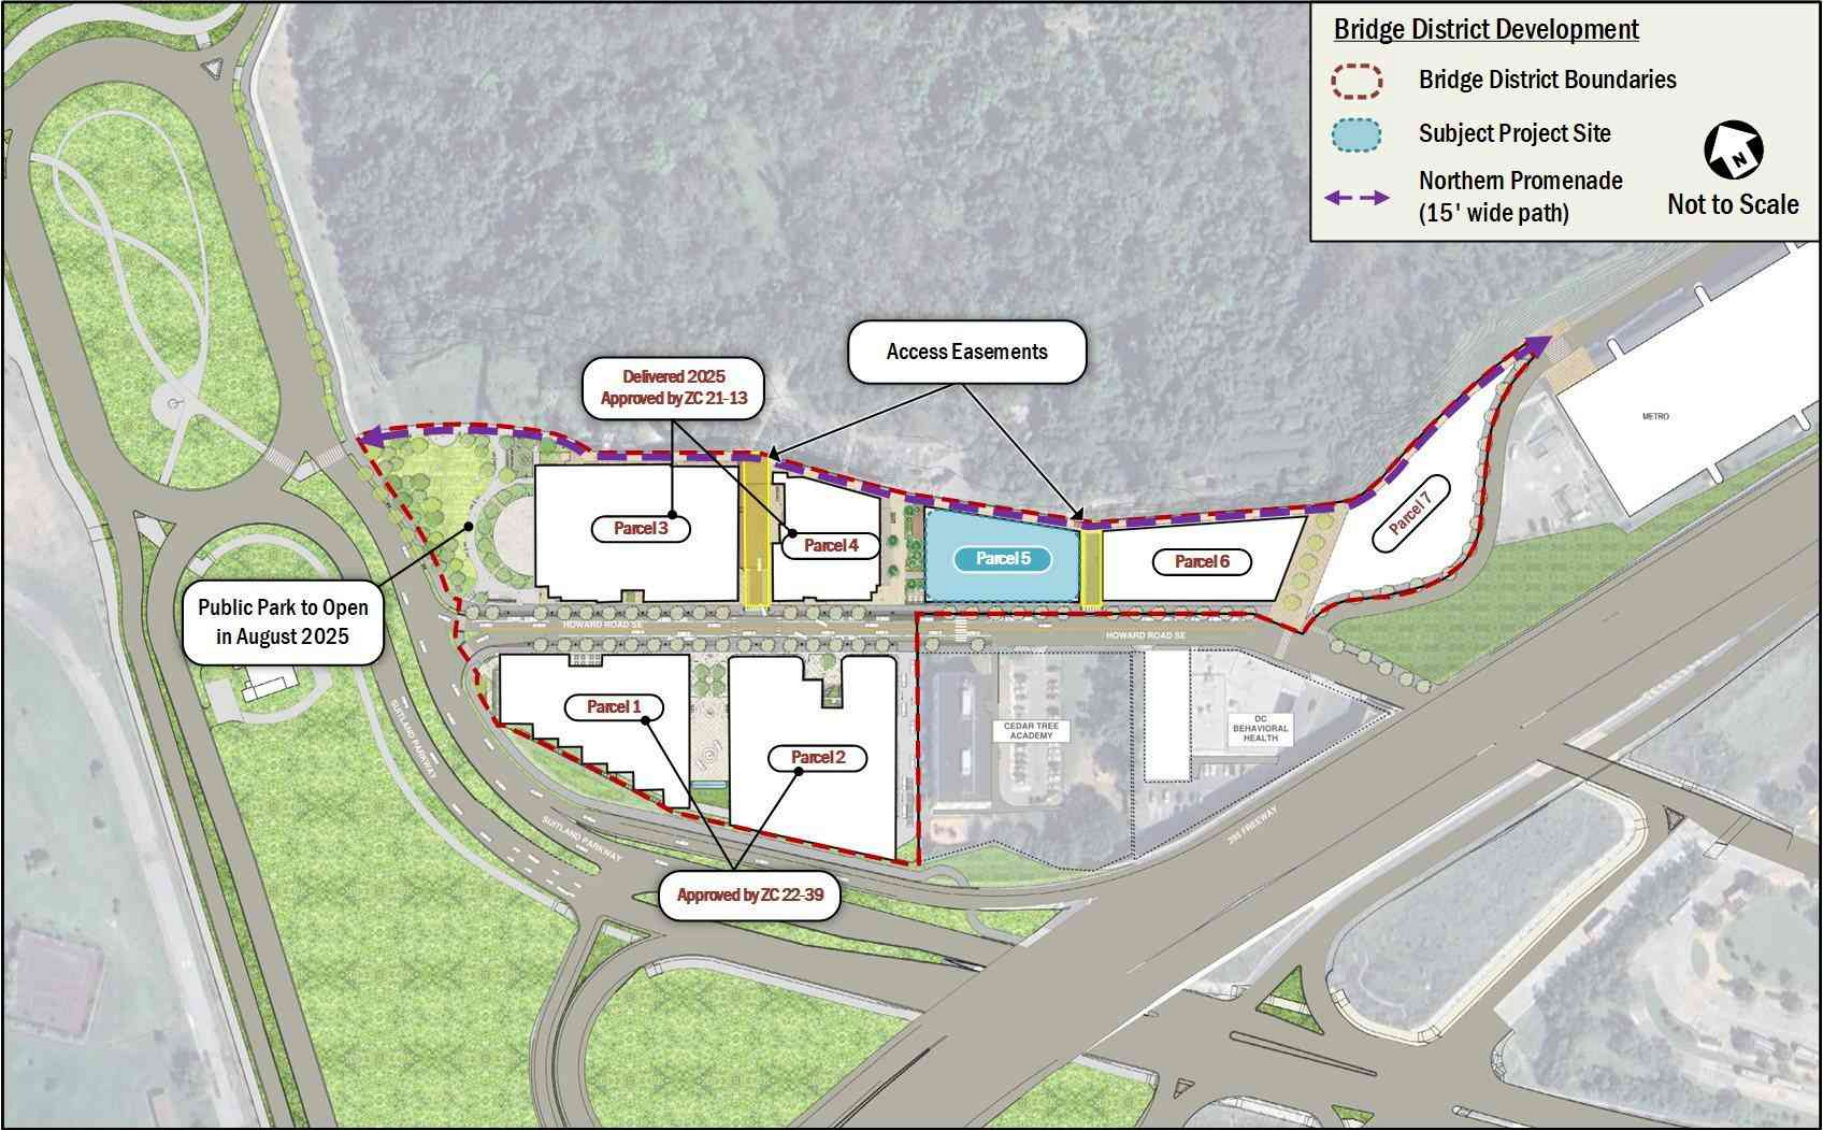 Bridge District Development
Bridge District Boundaries
Subject Project Site
Northern Promenade
(15' wide path)
N
Not to Scale
Access Easements
Delivered 2025
Approved by ZC 21-13
METRO
Parcel 7
Parcel 3
Parcel 4
Parcel 5
Parcel 6
Public Park to Open
in August 2025
HOWARD ROAD SE
HOWARD ROAD SE
Parcel 1
Parcel 2
SUITLAND PARKWAY
CEDAR TREE
ACADEMY
DC
BEHAVIORAL
HEALTH
SUITLAND PARKWAY
295 FREEWAY
Approved by ZC 22-39